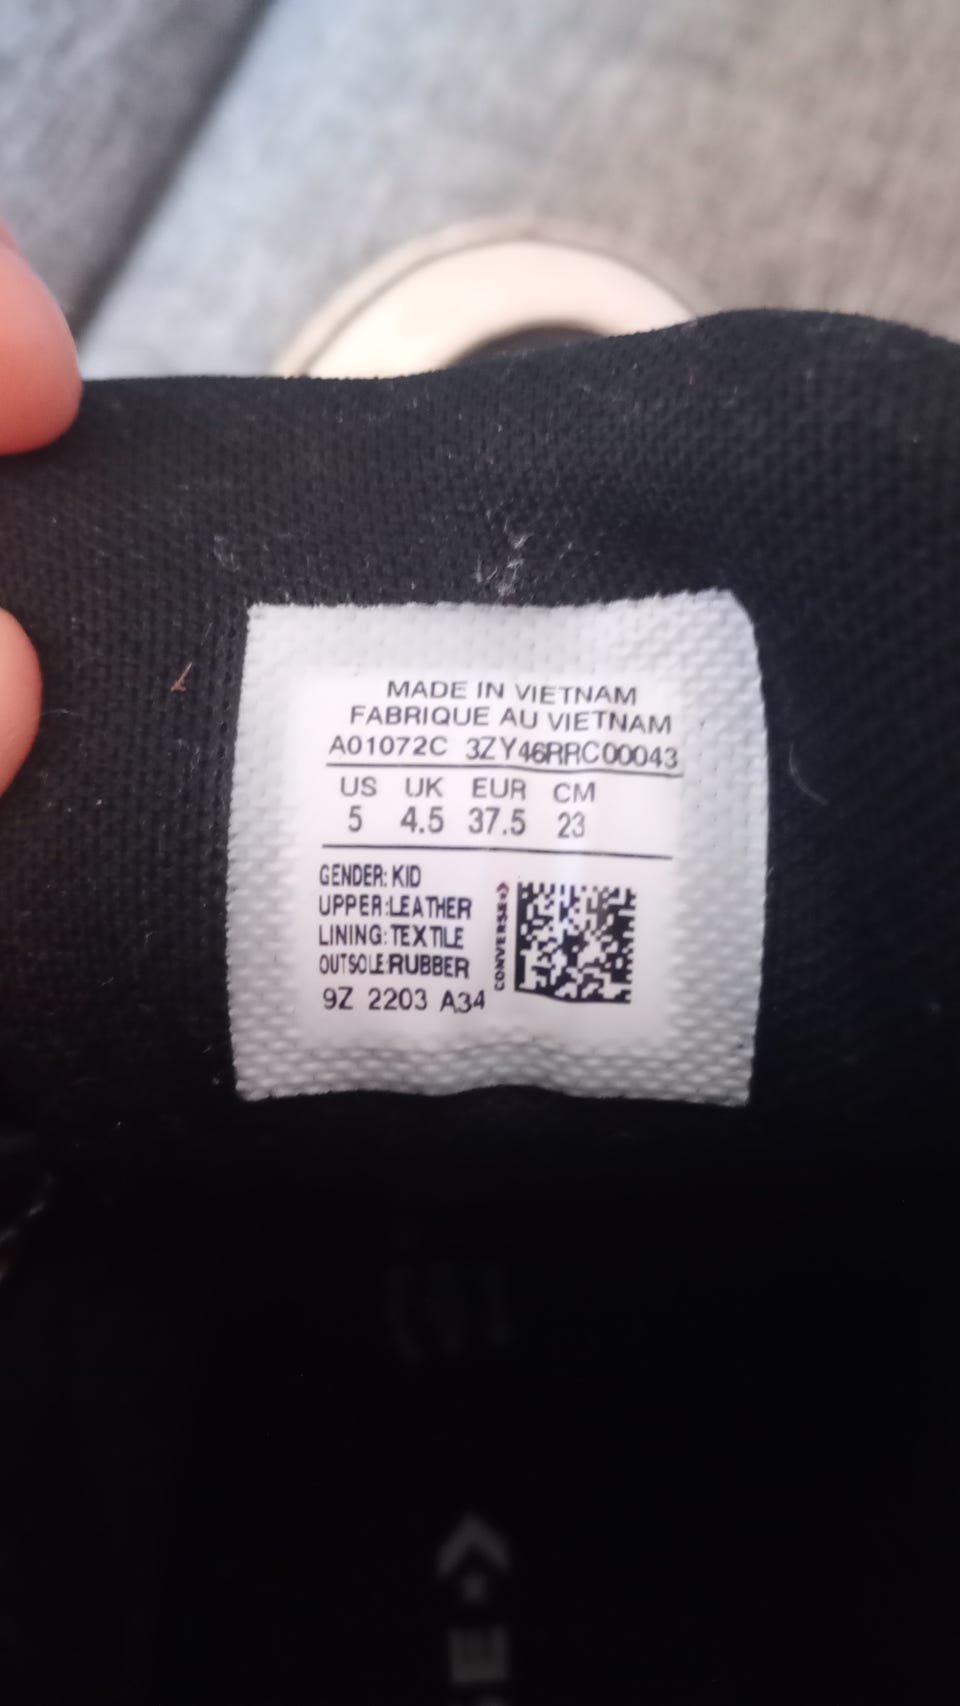 MADE IN VIETNAM
FABRIQUE AU VIETNAM
A01072C 3ZY46RRC00043
US UK EUR CM
5 4.5 37.5 23
GENDER: KID
UPPER:LEATHER
LINING:TEXTILE
OUTSOLE:RUBBER
9Z 2203 A34
CONVERSE